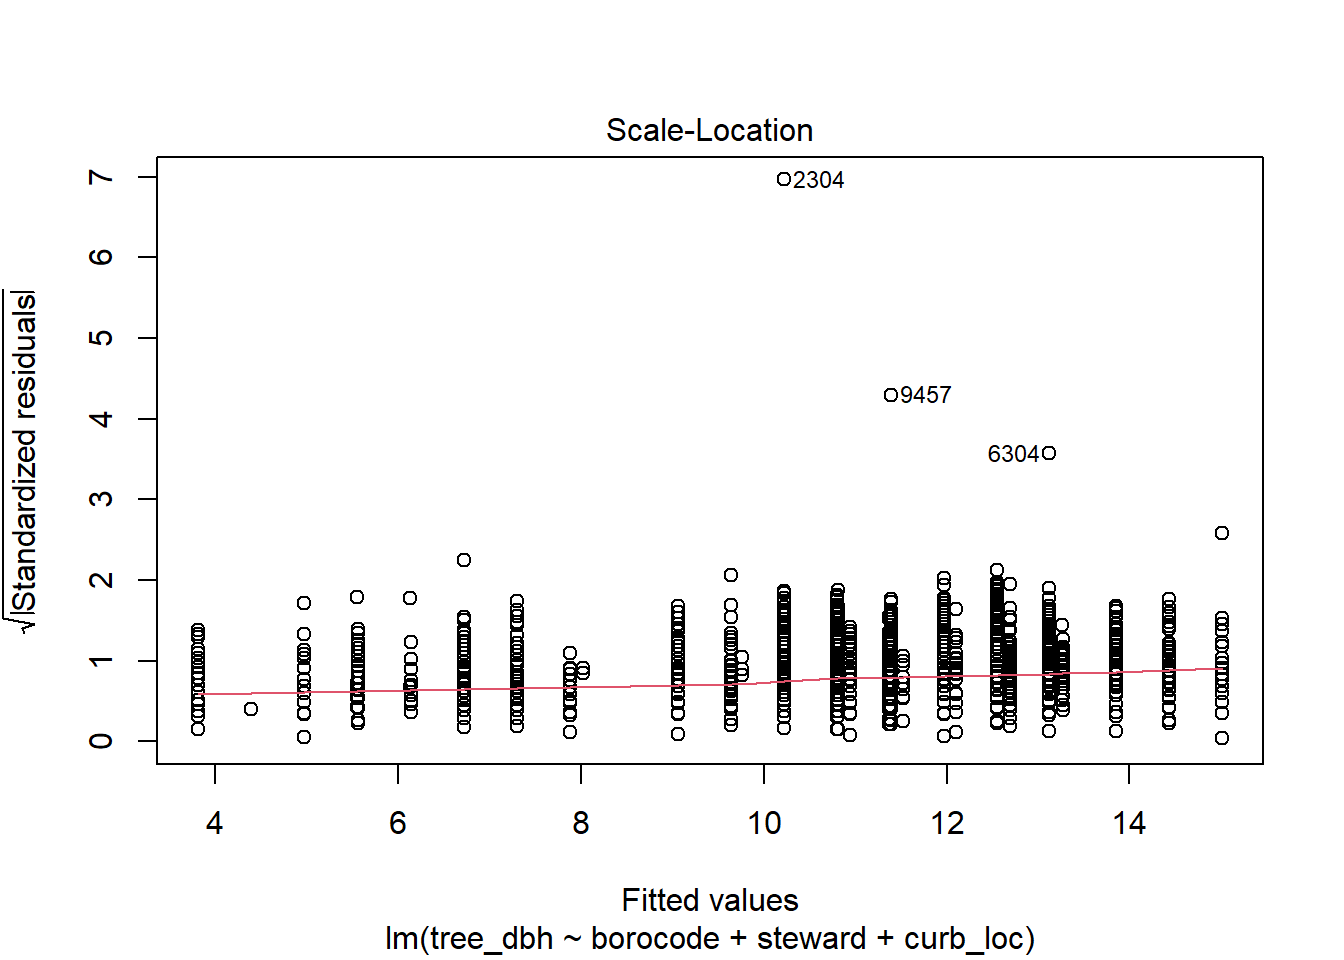 Scale-Location
√|Standardized residuals|
7
6
5
4
3
2
1
0
2304
9457
6304
4 6 8 10 12 14
Fitted values
lm(tree_dbh ~ borocode + steward + curb_loc)